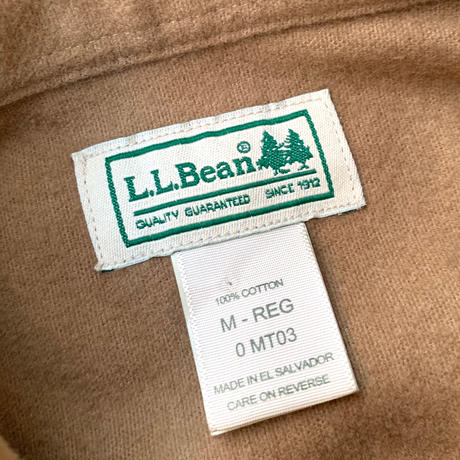 L.L.Bean®
QUALITY GUARANTEED SINCE 1912
100% COTTON
M - REG
0 MT03
MADE IN EL SALVADOR
CARE ON REVERSE